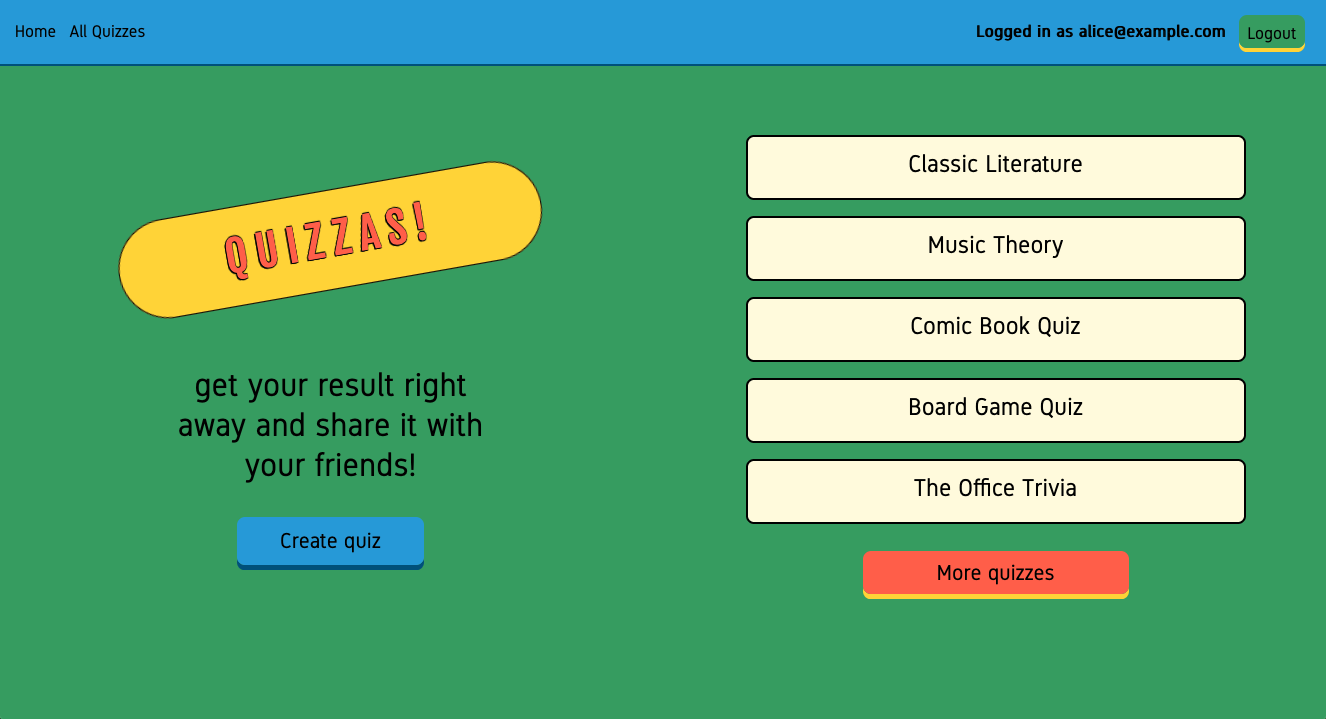 Home
All Quizzes
Logged in as alice@example.com
Logout
QUIZZAS!
get your result right
away and share it with
your friends!
Create quiz
Classic Literature
Music Theory
Comic Book Quiz
Board Game Quiz
The Office Trivia
More quizzes